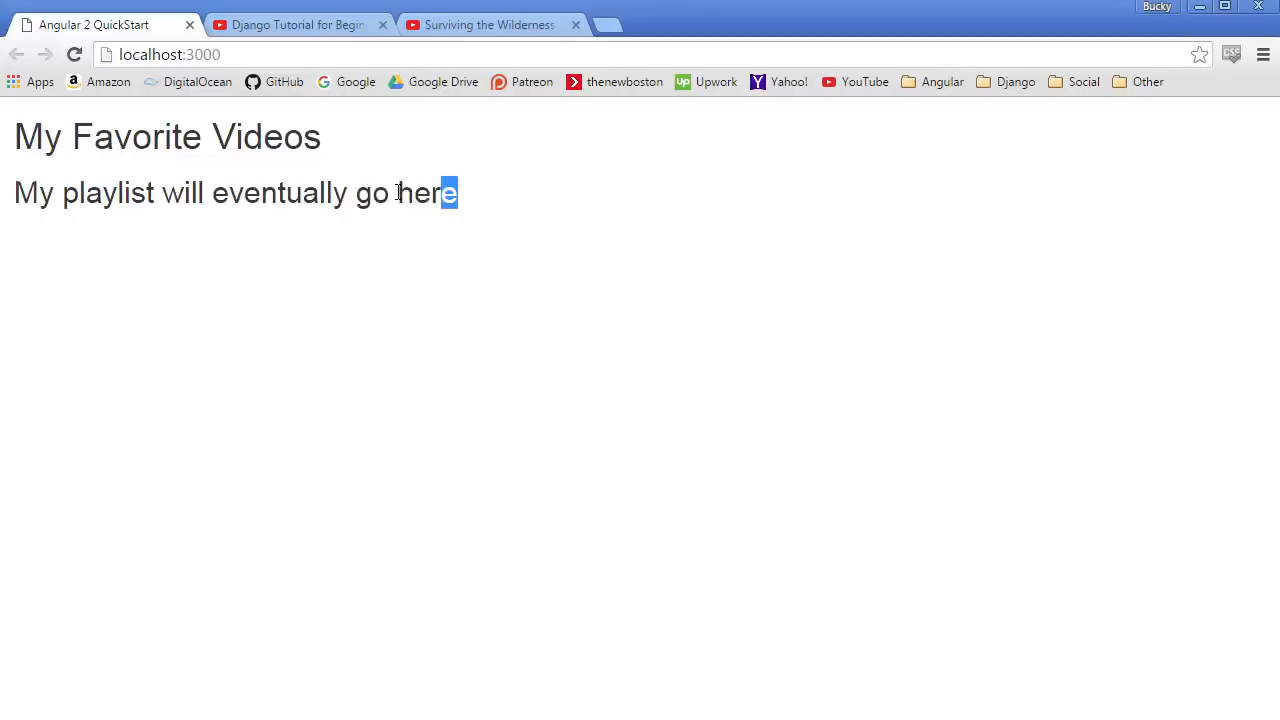 Bucky
Angular 2 QuickStart Django Tutorial for Begin Surviving the Wilderness
localhost:3000
Apps Amazon DigitalOcean GitHub Google Google Drive Patreon thenewboston Up Upwork Yahoo! YouTube Angular Django Social Other
My Favorite Videos
My playlist will eventually go here